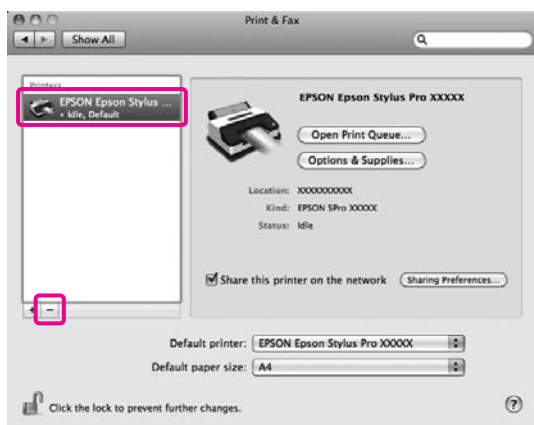 Print & Fax
Show All
Printers
EPSON Epson Stylus ...
• Idle, Default
EPSON Epson Stylus Pro XXXXX
Open Print Queue...
Options & Supplies...
Location: XXXXXXXXXX
Kind: EPSON SPro XXXXX
Status: Idle
Share this printer on the network
Sharing Preferences...
+ −
Default printer: EPSON Epson Stylus Pro XXXXX
Default paper size: A4
Click the lock to prevent further changes.
?